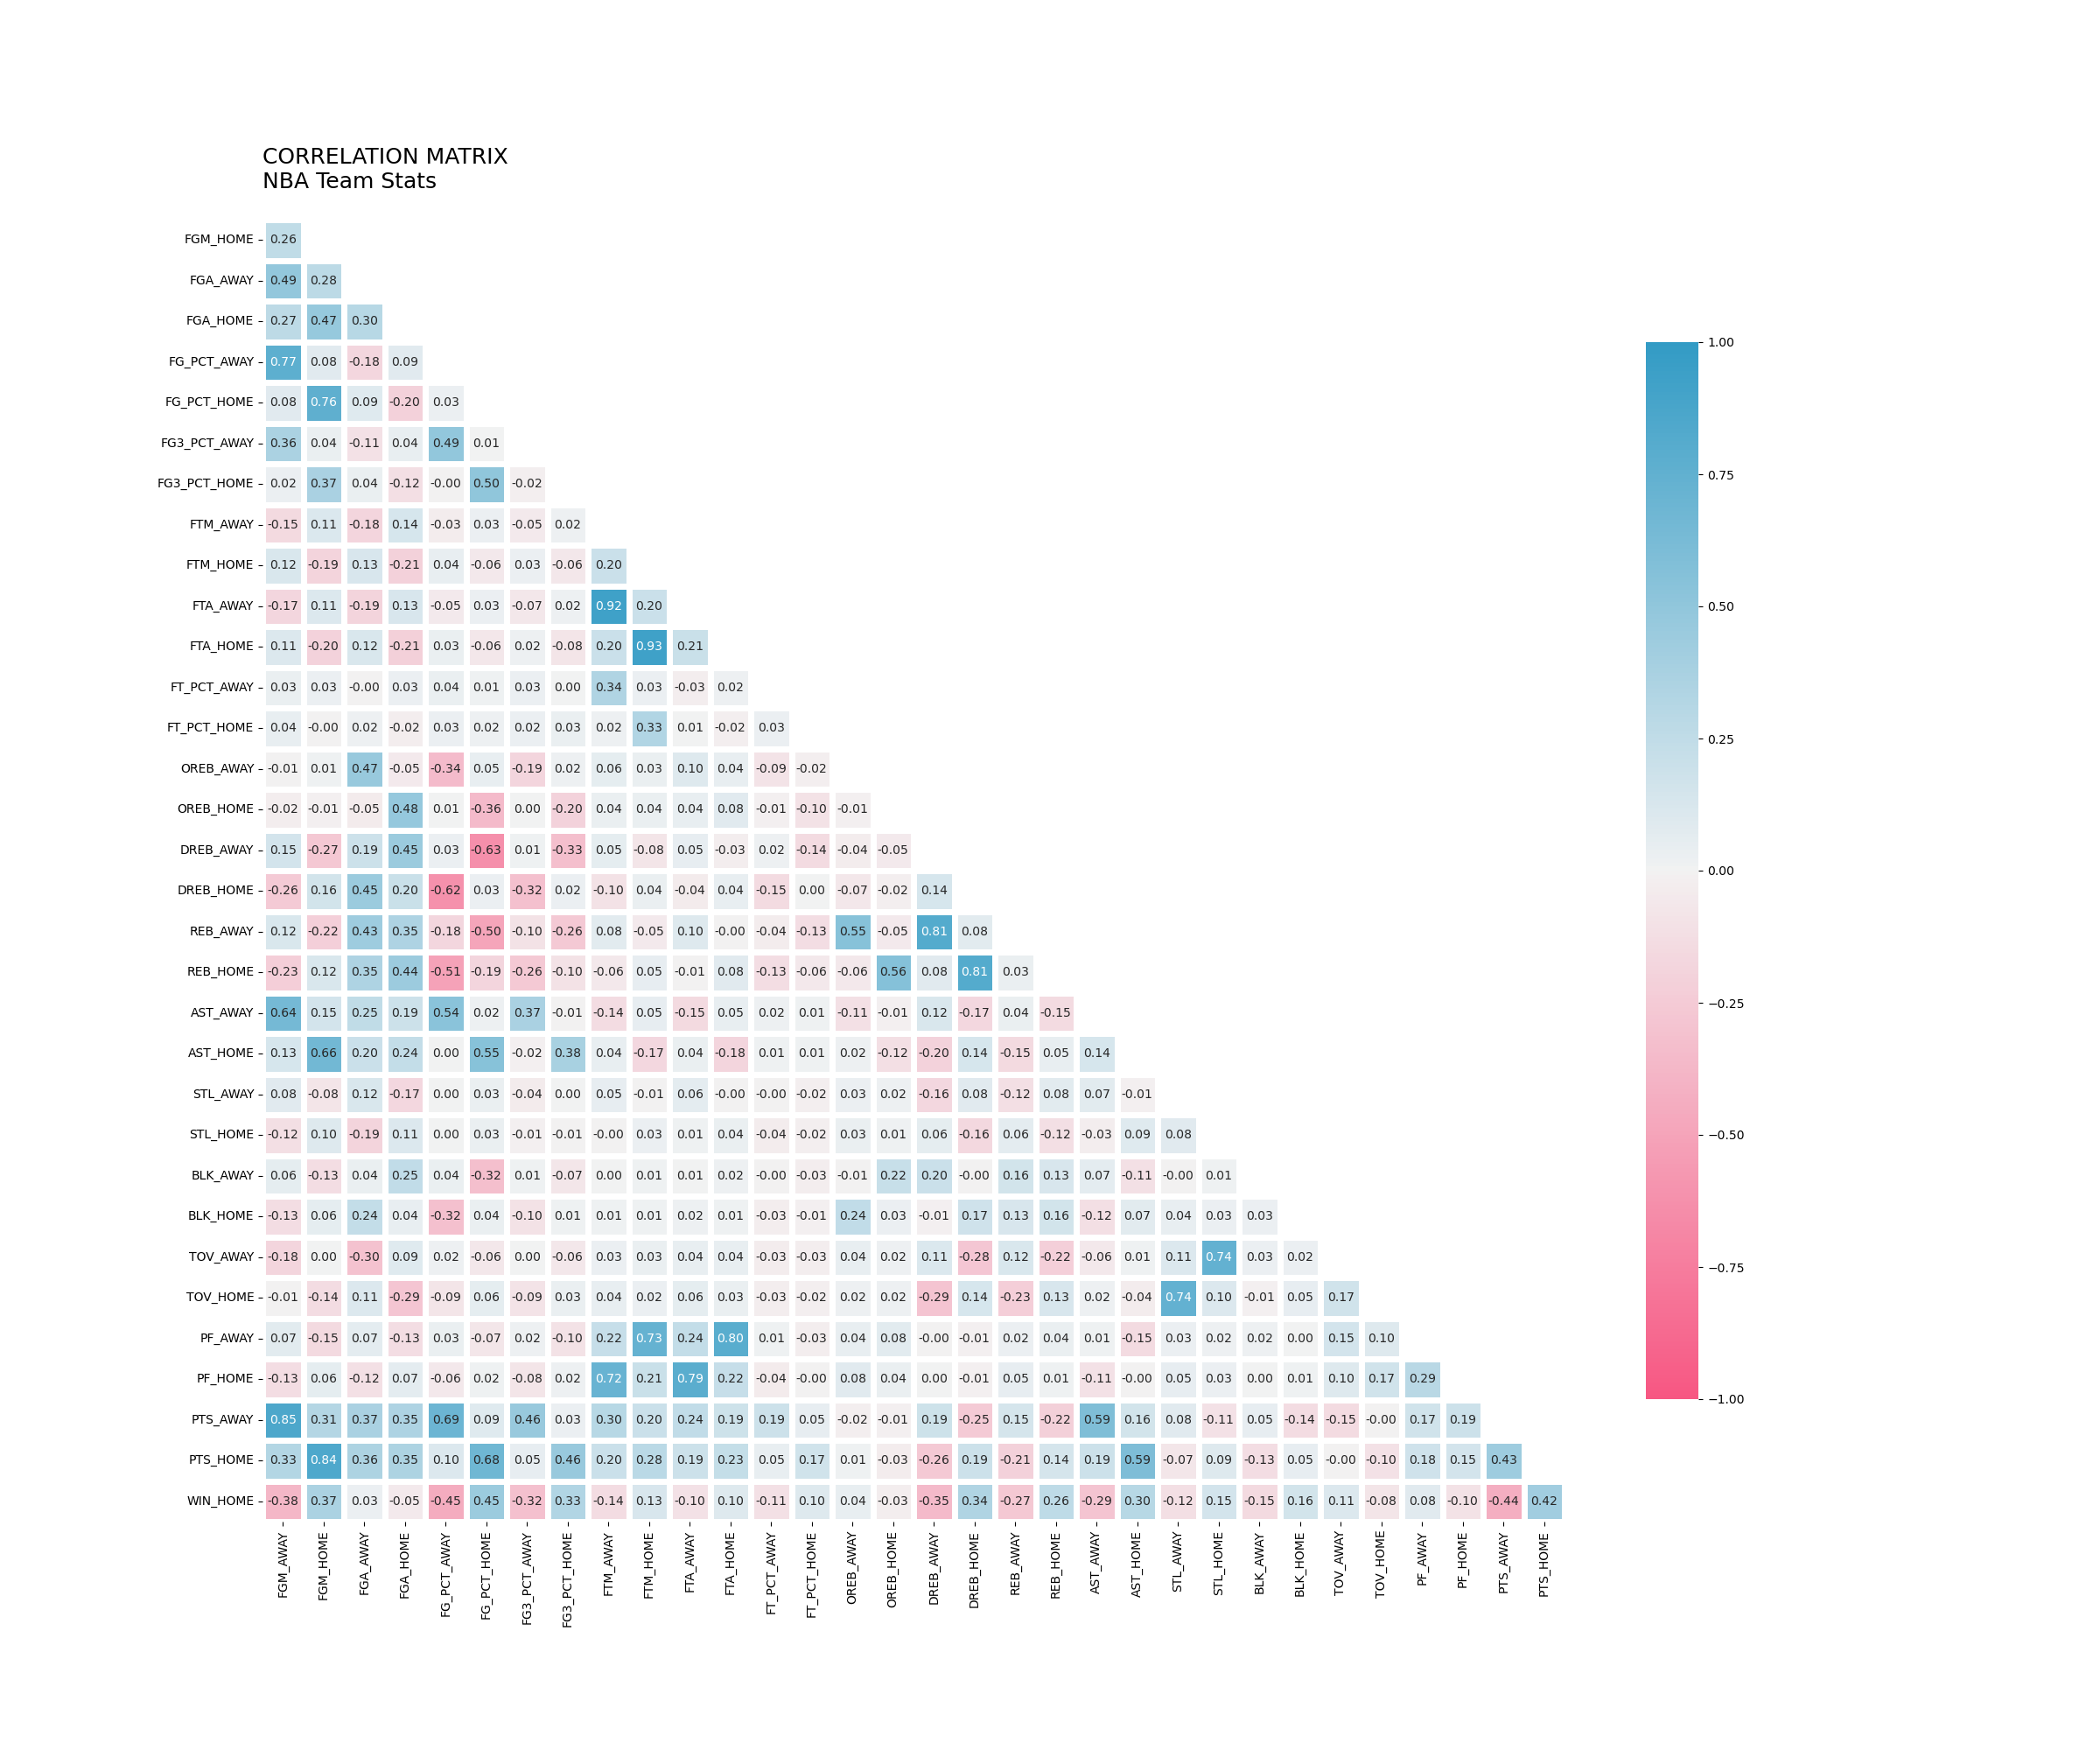 CORRELATION MATRIX
NBA Team Stats
FGM_HOME 0.26
FGA_AWAY 0.49 0.28
FGA_HOME 0.27 0.47 0.30
1.00
FG_PCT_AWAY 0.77 0.08 -0.18 0.09
FG_PCT_HOME 0.08 0.76 0.09 -0.20 0.03
FG3_PCT_AWAY 0.36 0.04 -0.11 0.04 0.49 0.01
0.75
FG3_PCT_HOME 0.02 0.37 0.04 -0.12 -0.00 0.50 -0.02
FTM_AWAY -0.15 0.11 -0.18 0.14 -0.03 0.03 -0.05 0.02
FTM_HOME 0.12 -0.19 0.13 -0.21 0.04 -0.06 0.03 -0.06 0.20
FTA_AWAY -0.17 0.11 -0.19 0.13 -0.05 0.03 -0.07 0.02 0.92 0.20
0.50
FTA_HOME 0.11 -0.20 0.12 -0.21 0.03 -0.06 0.02 -0.08 0.20 0.93 0.21
FT_PCT_AWAY 0.03 0.03 -0.00 0.03 0.04 0.01 0.03 0.00 0.34 0.03 -0.03 0.02
FT_PCT_HOME 0.04 -0.00 0.02 -0.02 0.03 0.02 0.02 0.03 0.02 0.33 0.01 -0.02 0.03
0.25
OREB_AWAY -0.01 0.01 0.47 -0.05 -0.34 0.05 -0.19 0.02 0.06 0.03 0.10 0.04 -0.09 -0.02
OREB_HOME -0.02 -0.01 -0.05 0.48 0.01 -0.36 0.00 -0.20 0.04 0.04 0.04 0.08 -0.01 -0.10 -0.01
DREB_AWAY 0.15 -0.27 0.19 0.45 0.03 -0.63 0.01 -0.33 0.05 -0.08 0.05 -0.03 0.02 -0.14 -0.04 -0.05
0.00
DREB_HOME -0.26 0.16 0.45 0.20 -0.62 0.03 -0.32 0.02 -0.10 0.04 -0.04 0.04 -0.15 0.00 -0.07 -0.02 0.14
REB_AWAY 0.12 -0.22 0.43 0.35 -0.18 -0.50 -0.10 -0.26 0.08 -0.05 0.10 -0.00 -0.04 -0.13 0.55 -0.05 0.81 0.08
REB_HOME -0.23 0.12 0.35 0.44 -0.51 -0.19 -0.26 -0.10 -0.06 0.05 -0.01 0.08 -0.13 -0.06 -0.06 0.56 0.08 0.81 0.03
−0.25
AST_AWAY 0.64 0.15 0.25 0.19 0.54 0.02 0.37 -0.01 -0.14 0.05 -0.15 0.05 0.02 0.01 -0.11 -0.01 0.12 -0.17 0.04 -0.15
AST_HOME 0.13 0.66 0.20 0.24 0.00 0.55 -0.02 0.38 0.04 -0.17 0.04 -0.18 0.01 0.01 0.02 -0.12 -0.20 0.14 -0.15 0.05 0.14
STL_AWAY 0.08 -0.08 0.12 -0.17 0.00 0.03 -0.04 0.00 0.05 -0.01 0.06 -0.00 -0.00 -0.02 0.03 0.02 -0.16 0.08 -0.12 0.08 0.07 -0.01
STL_HOME -0.12 0.10 -0.19 0.11 0.00 0.03 -0.01 -0.01 -0.00 0.03 0.01 0.04 -0.04 -0.02 0.03 0.01 0.06 -0.16 0.06 -0.12 -0.03 0.09 0.08
−0.50
BLK_AWAY 0.06 -0.13 0.04 0.25 0.04 -0.32 0.01 -0.07 0.00 0.01 0.01 0.02 -0.00 -0.03 -0.01 0.22 0.20 -0.00 0.16 0.13 0.07 -0.11 -0.00 0.01
BLK_HOME -0.13 0.06 0.24 0.04 -0.32 0.04 -0.10 0.01 0.01 0.01 0.02 0.01 -0.03 -0.01 0.24 0.03 -0.01 0.17 0.13 0.16 -0.12 0.07 0.04 0.03 0.03
TOV_AWAY -0.18 0.00 -0.30 0.09 0.02 -0.06 0.00 -0.06 0.03 0.03 0.04 0.04 -0.03 -0.03 0.04 0.02 0.11 -0.28 0.12 -0.22 -0.06 0.01 0.11 0.74 0.03 0.02
−0.75
TOV_HOME -0.01 -0.14 0.11 -0.29 -0.09 0.06 -0.09 0.03 0.04 0.02 0.06 0.03 -0.03 -0.02 0.02 0.02 -0.29 0.14 -0.23 0.13 0.02 -0.04 0.74 0.10 -0.01 0.05 0.17
PF_AWAY 0.07 -0.15 0.07 -0.13 0.03 -0.07 0.02 -0.10 0.22 0.73 0.24 0.80 0.01 -0.03 0.04 0.08 -0.00 -0.01 0.02 0.04 0.01 -0.15 0.03 0.02 0.02 0.00 0.15 0.10
PF_HOME -0.13 0.06 -0.12 0.07 -0.06 0.02 -0.08 0.02 0.72 0.21 0.79 0.22 -0.04 -0.00 0.08 0.04 0.00 -0.01 0.05 0.01 -0.11 -0.00 0.05 0.03 0.00 0.01 0.10 0.17 0.29
−1.00
PTS_AWAY 0.85 0.31 0.37 0.35 0.69 0.09 0.46 0.03 0.30 0.20 0.24 0.19 0.19 0.05 -0.02 -0.01 0.19 -0.25 0.15 -0.22 0.59 0.16 0.08 -0.11 0.05 -0.14 -0.15 -0.00 0.17 0.19
PTS_HOME 0.33 0.84 0.36 0.35 0.10 0.68 0.05 0.46 0.20 0.28 0.19 0.23 0.05 0.17 0.01 -0.03 -0.26 0.19 -0.21 0.14 0.19 0.59 -0.07 0.09 -0.13 0.05 -0.00 -0.10 0.18 0.15 0.43
WIN_HOME -0.38 0.37 0.03 -0.05 -0.45 0.45 -0.32 0.33 -0.14 0.13 -0.10 0.10 -0.11 0.10 0.04 -0.03 -0.35 0.34 -0.27 0.26 -0.29 0.30 -0.12 0.15 -0.15 0.16 0.11 -0.08 0.08 -0.10 -0.44 0.42
FGM_AWAY FGM_HOME FGA_AWAY FGA_HOME FG_PCT_AWAY FG_PCT_HOME FG3_PCT_AWAY FG3_PCT_HOME FTM_AWAY FTM_HOME FTA_AWAY FTA_HOME FT_PCT_AWAY FT_PCT_HOME OREB_AWAY OREB_HOME DREB_AWAY DREB_HOME REB_AWAY REB_HOME AST_AWAY AST_HOME STL_AWAY STL_HOME BLK_AWAY BLK_HOME TOV_AWAY TOV_HOME PF_AWAY PF_HOME PTS_AWAY PTS_HOME